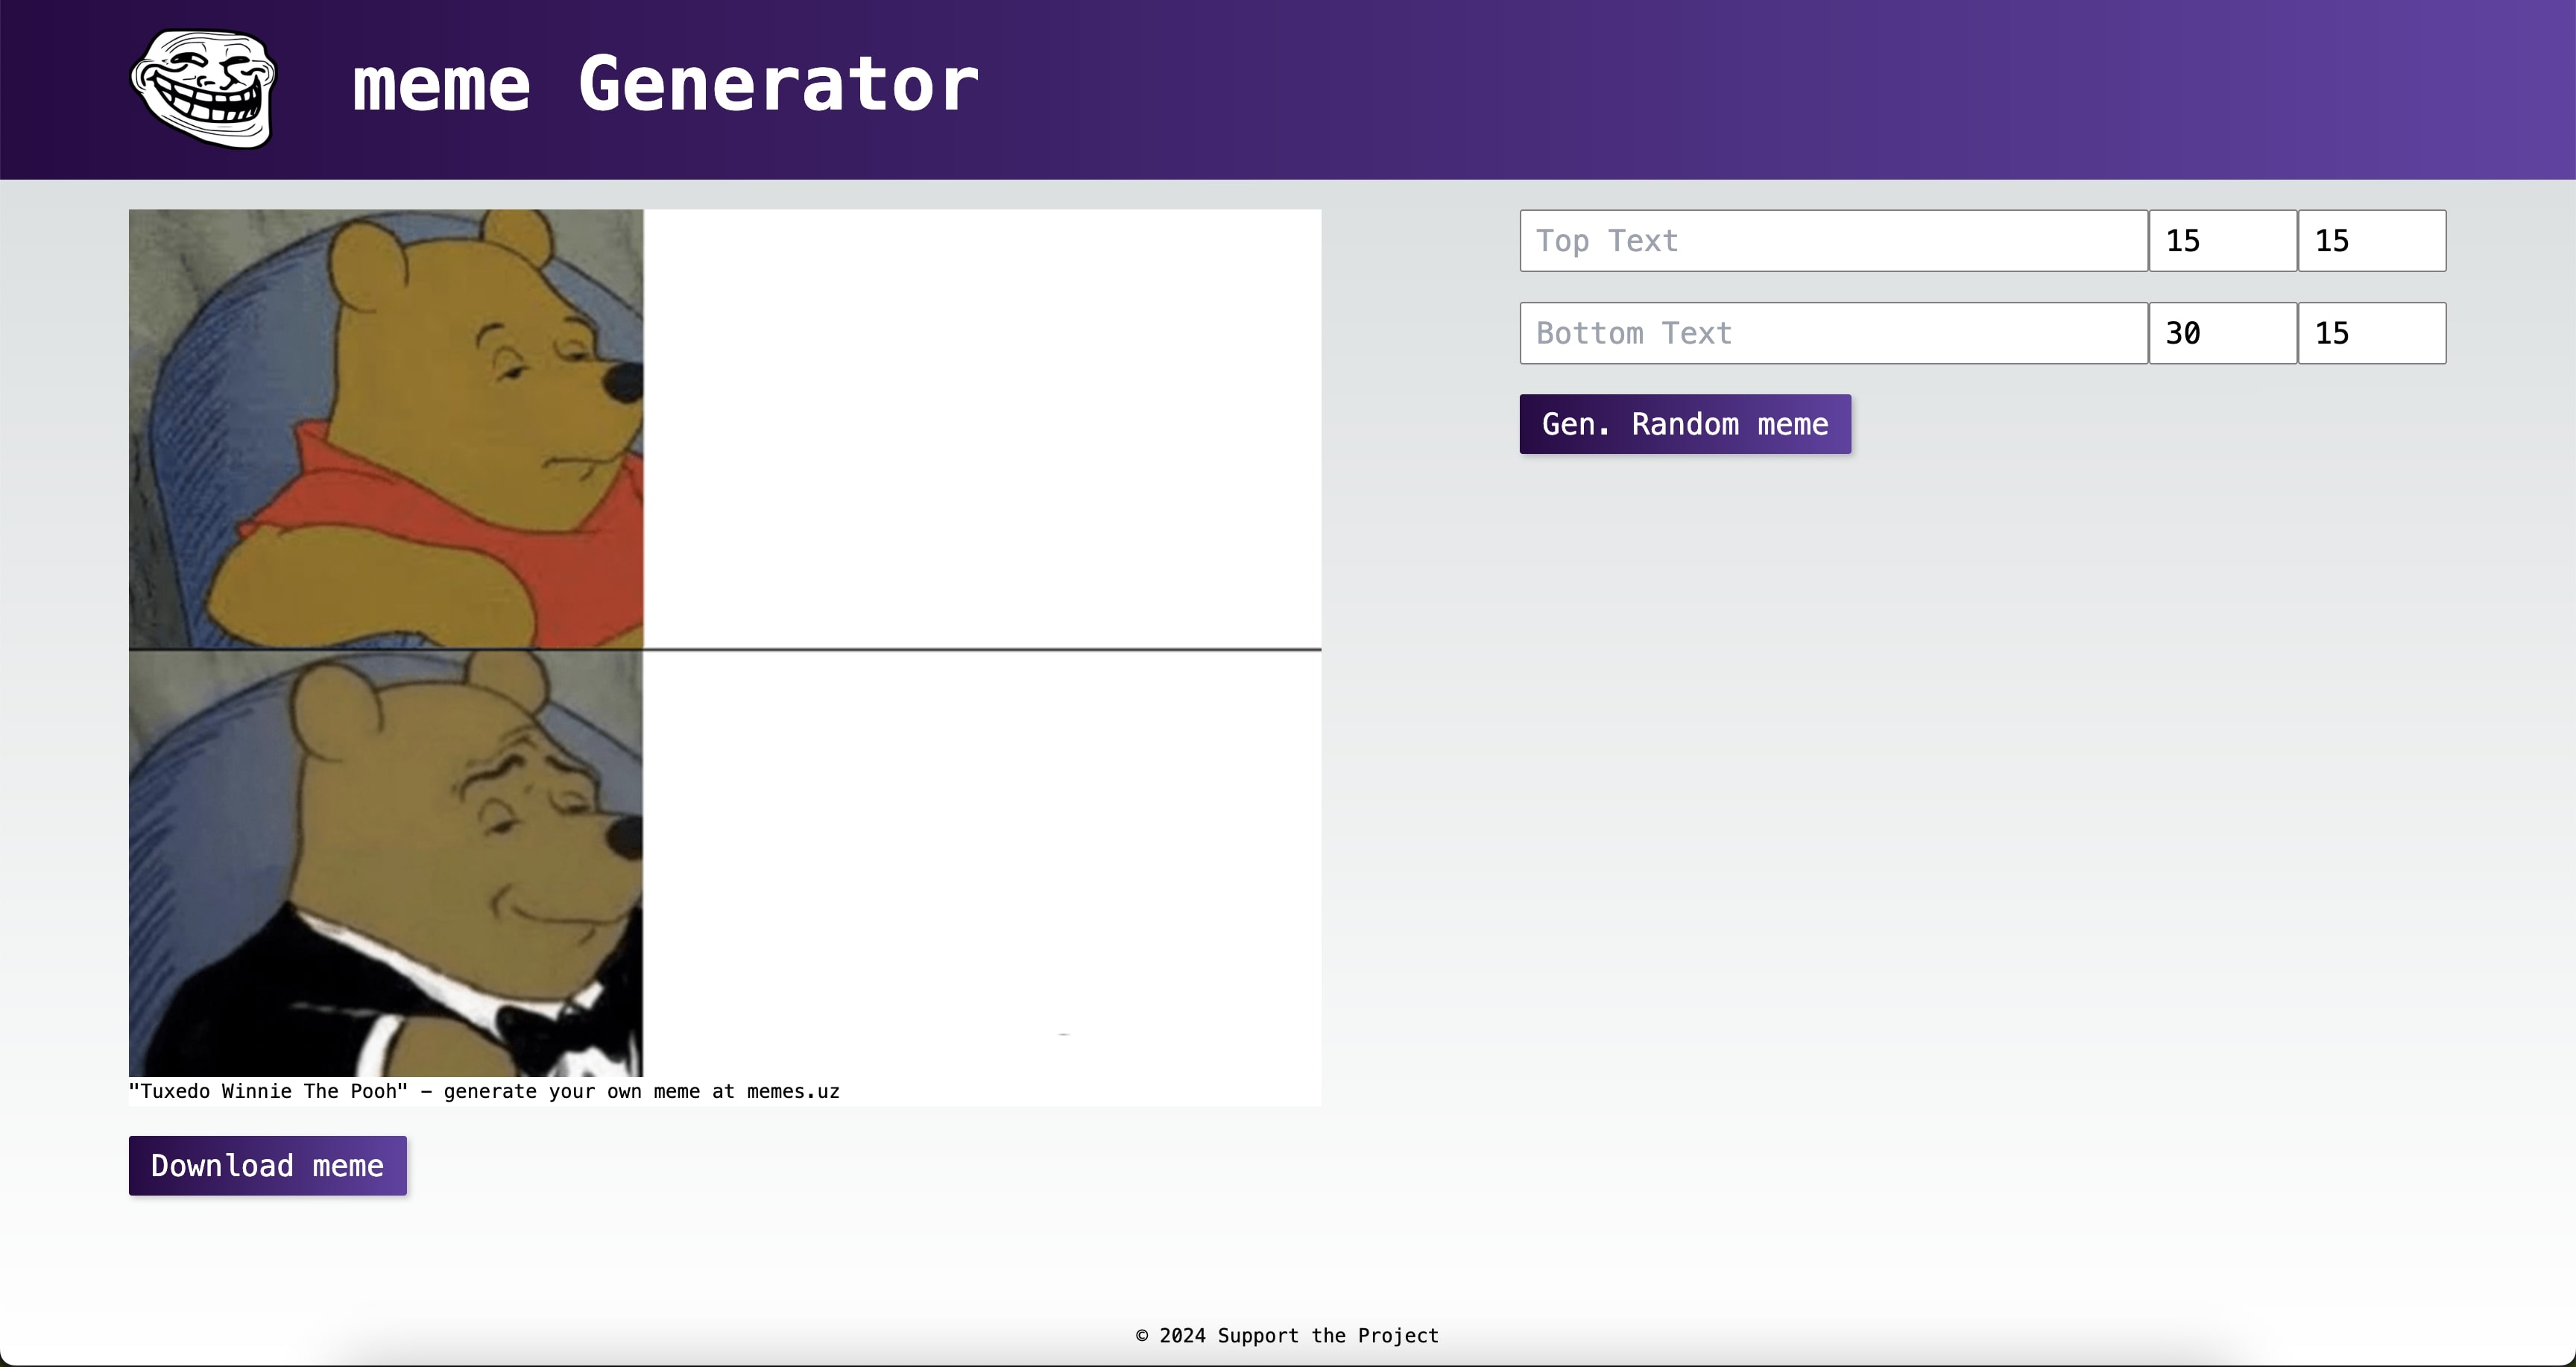 meme Generator
Top Text 15 15
Bottom Text 30 15
Gen. Random meme
"Tuxedo Winnie The Pooh" – generate your own meme at memes.uz
Download meme
© 2024 Support the Project